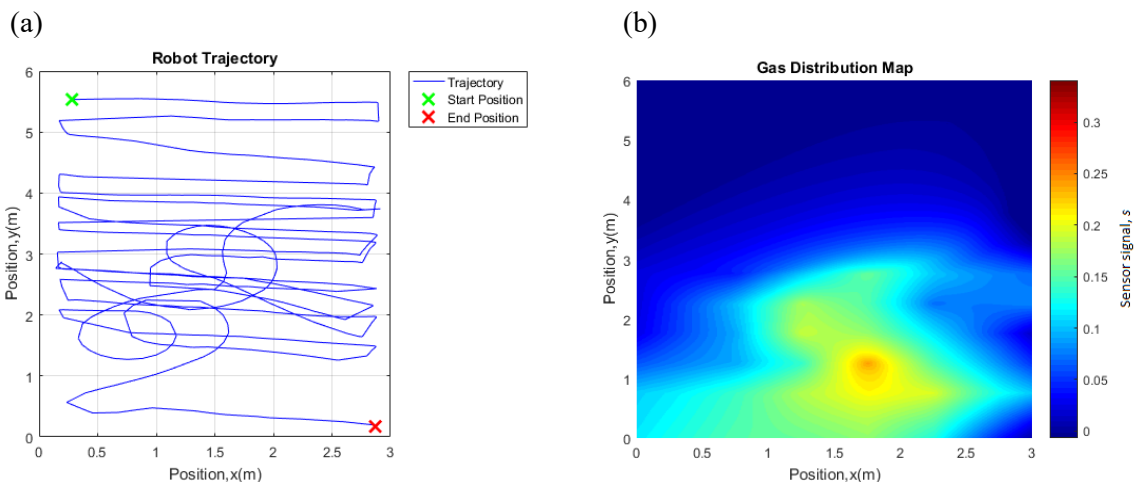 (a)
Robot Trajectory
6
5
4
3
2
1
0
0
0.5
1
1.5
2
2.5
3
Position,y(m)
Position,x(m)
Trajectory
Start Position
End Position
(b)
Gas Distribution Map
6
5
4
3
2
1
0
0
0.5
1
1.5
2
2.5
3
Position,y(m)
Position,x(m)
0.3
0.25
0.2
0.15
0.1
0.05
0
Sensor signal, s